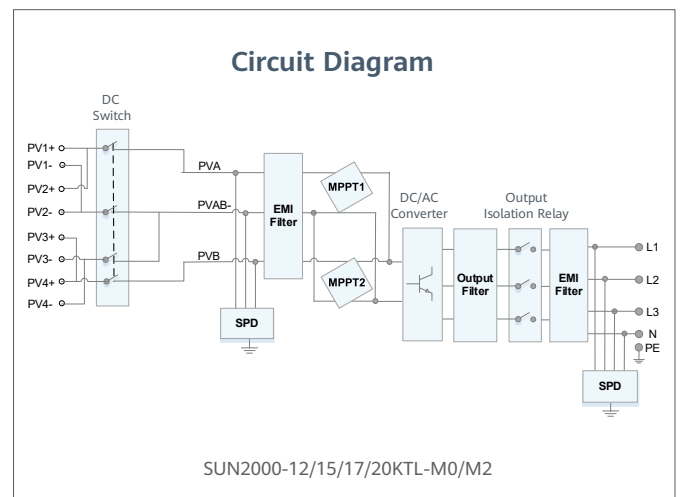 Circuit Diagram
DC
Switch
PV1+
PV1-
PV2+
PV2-
PV3+
PV3-
PV4+
PV4-
PVA
PVAB-
PVB
EMI
Filter
SPD
MPPT1
MPPT2
DC/AC
Converter
Output
Filter
Output
Isolation Relay
EMI
Filter
L1
L2
L3
N
PE
SPD
SUN2000-12/15/17/20KTL-M0/M2